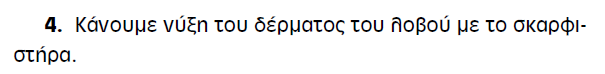 4. Κάνουμε νύξη του δέρματος του λοβού με το σκαρφι-
στήρα.